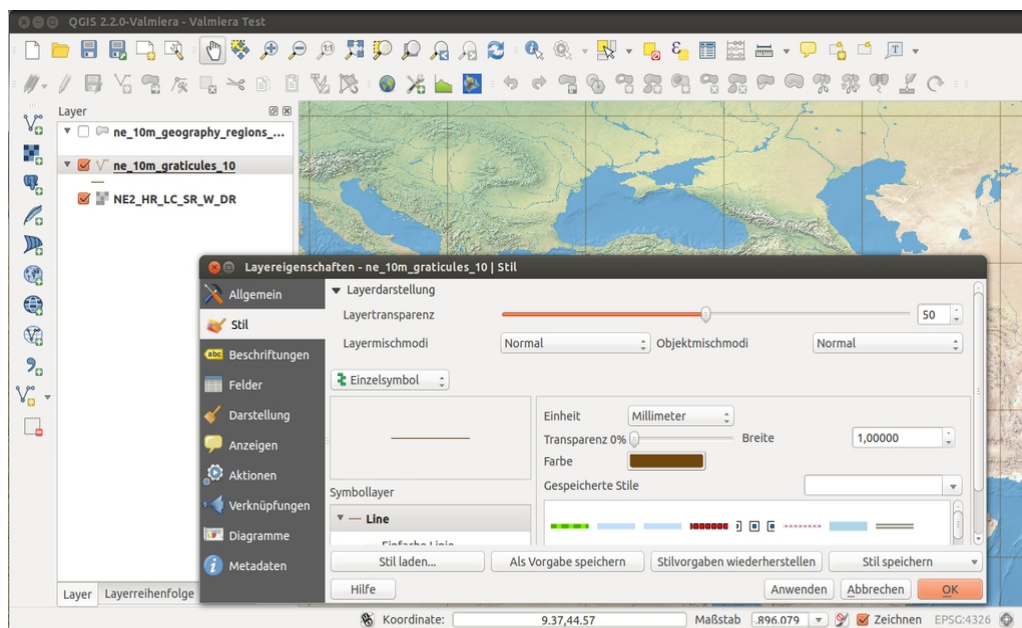 QGIS 2.2.0-Valmiera - Valmiera Test
Layer
ne_10m_geography_regions_...
ne_10m_graticules_10
NE2_HR_LC_SR_W_DR
Layereigenschaften - ne_10m_graticules_10 | Stil
Allgemein
Stil
Beschriftungen
Felder
Darstellung
Anzeigen
Aktionen
Verknüpfungen
Diagramme
Metadaten
Layerdarstellung
Layertransparenz
50
Layermischmodi
Normal
Objektmischmodi
Normal
Einzelsymbol
Einheit
Millimeter
Transparenz 0%
Breite
1,00000
Farbe
Gespeicherte Stile
Symbollayer
Line
Einfache Linie
Stil laden...
Als Vorgabe speichern
Stilvorgaben wiederherstellen
Stil speichern
Hilfe
Anwenden
Abbrechen
OK
Layer
Layerreihenfolge
Koordinate:
9.37,44.57
Maßstab
.896.079
Zeichnen
EPSG:4326